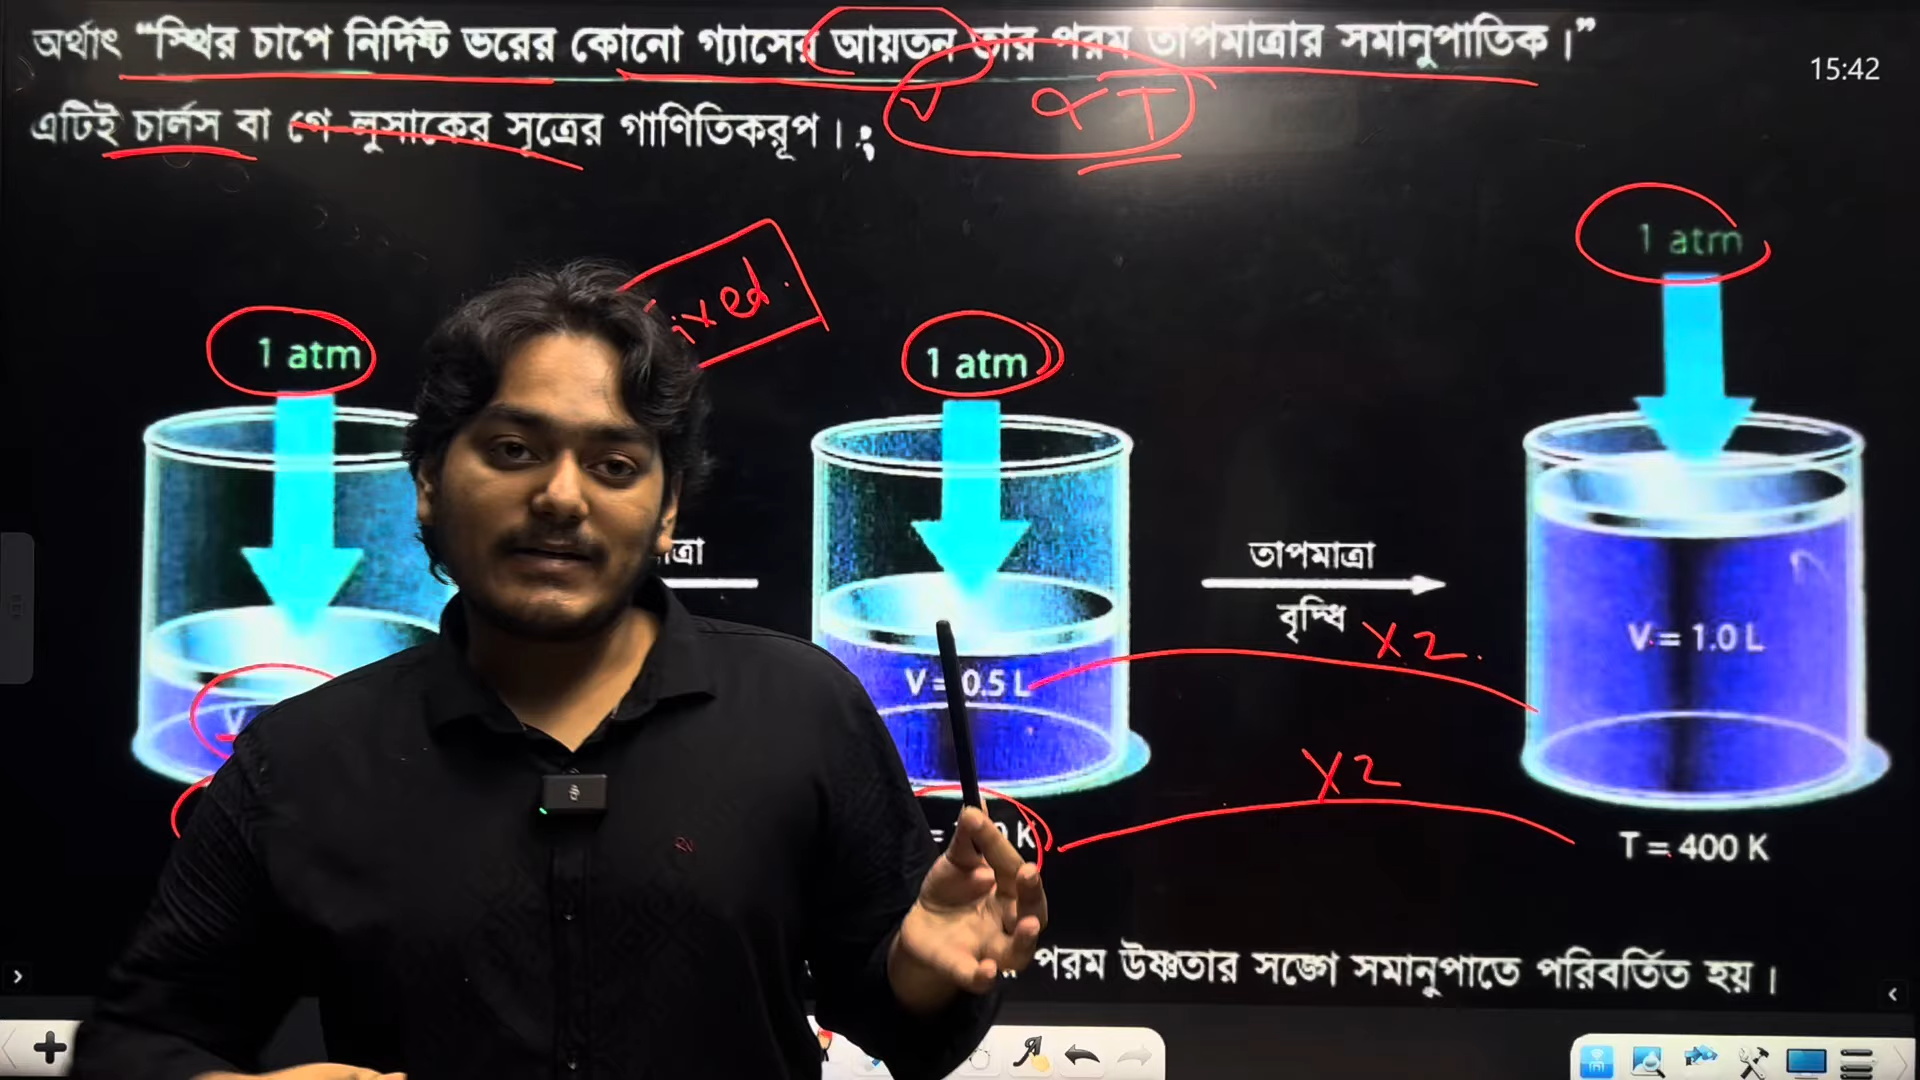 অর্থাৎ “স্থির চাপে নির্দিষ্ট ভরের কোনো গ্যাসের আয়তন তার পরম তাপমাত্রার সমানুপাতিক।”
15:42
V ∝ T
এটিই চার্লস বা গে লুসাকের সূত্রের গাণিতিকরূপ।
1 atm
1 atm
1 atm
তাপমাত্রা
বৃদ্ধি
X2.
V = 1.0 L
V = 0.5 L
X2
T = 400 K
পরম উষ্ণতার সঙ্গে সমানুপাতে পরিবর্তিত হয়।